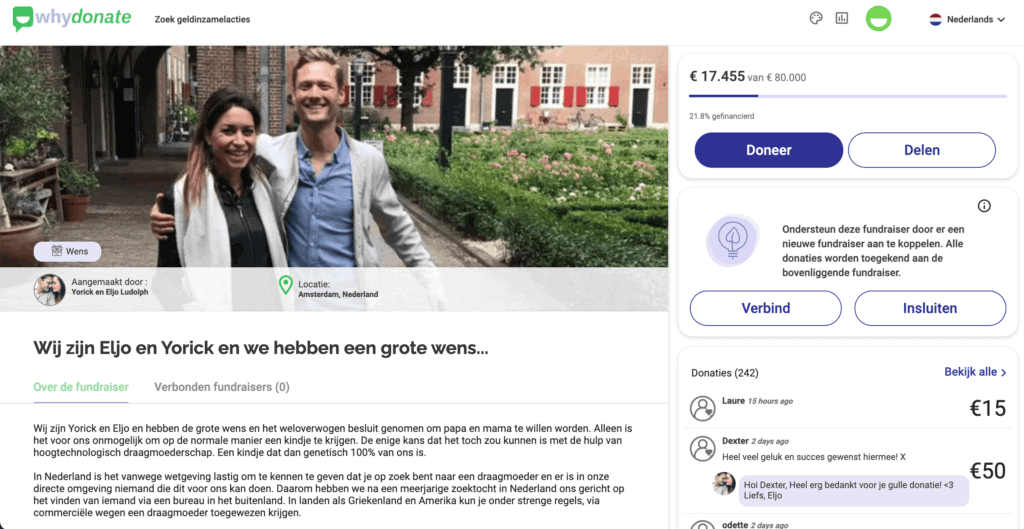 whydonate
Zoek geldinzamelacties
Nederlands
€ 17.455 van € 80.000
21.8% gefinancierd
Doneer
Delen
Ondersteun deze fundraiser door er een
nieuwe fundraiser aan te koppelen. Alle
donaties worden toegekend aan de
bovenliggende fundraiser.
Verbind
Insluiten
Wens
Aangemaakt door :
Yorick en Eljo Ludolph
Locatie:
Amsterdam, Nederland
Wij zijn Eljo en Yorick en we hebben een grote wens...
Over de fundraiser
Verbonden fundraisers (0)
Wij zijn Yorick en Eljo en hebben de grote wens en het weloverwogen besluit genomen om papa en mama te willen worden. Alleen is
het voor ons onmogelijk om op de normale manier een kindje te krijgen. De enige kans dat het toch zou kunnen is met de hulp van
hoogtechnologisch draagmoederschap. Een kindje dat dan genetisch 100% van ons is.
In Nederland is het vanwege wetgeving lastig om te kennen te geven dat je op zoek bent naar een draagmoeder en er is in onze
directe omgeving niemand die dit voor ons kan doen. Daarom hebben we na een meerjarige zoektocht in Nederland ons gericht op
het vinden van iemand via een bureau in het buitenland. In landen als Griekenland en Amerika kun je onder strenge regels, via
commerciële wegen een draagmoeder toegewezen krijgen.
Donaties (242)
Bekijk alle
Laure 15 hours ago
€15
Dexter 2 days ago
Heel veel geluk en succes gewenst hiermee! X
€50
Hoi Dexter, Heel erg bedankt voor je gulle donatie! <3
Liefs, Eljo
odette 2 days ago